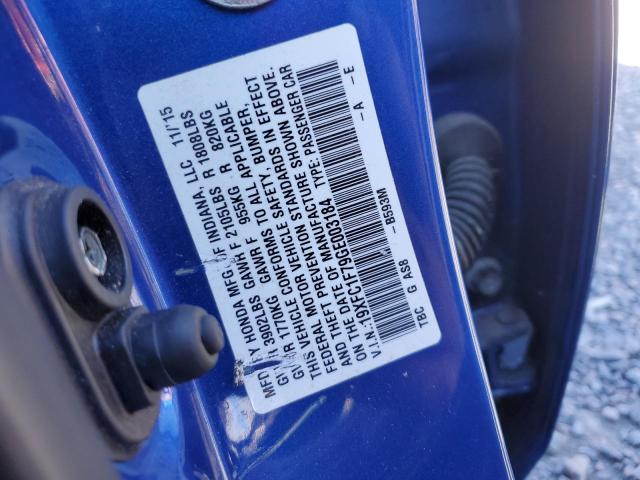 MFD BY HONDA MFG. OF INDIANA, LLC 11/'15
GVWR 3902LBS GAWR F 2105LBS R 1808LBS
GVWR 1770KG GAWR F 955KG R 820KG
THIS VEHICLE CONFORMS TO ALL APPLICABLE
FEDERAL MOTOR VEHICLE SAFETY, BUMPER,
AND THEFT PREVENTION STANDARDS IN EFFECT
ON THE DATE OF MANUFACTURE SHOWN ABOVE.
V.I.N.: 19XFC1F79GE003184 TYPE: PASSENGER CAR
-B593M -A -E
TBC G AS8